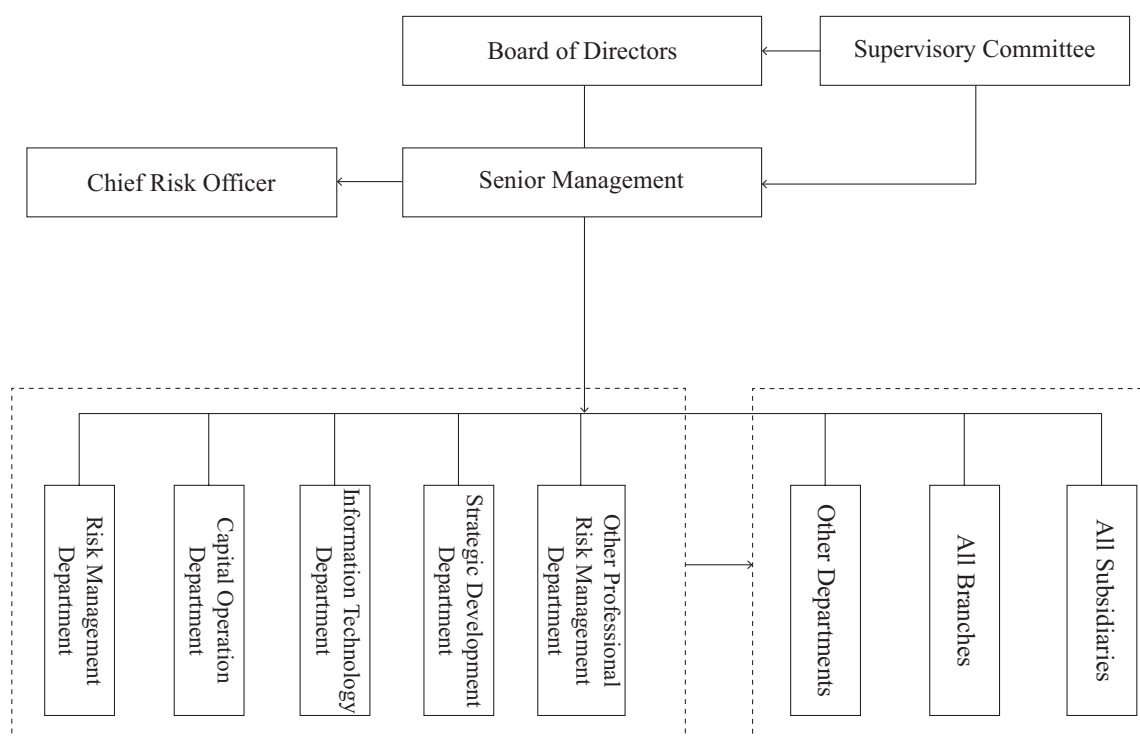 Board of Directors
Supervisory Committee
Chief Risk Officer
Senior Management
Risk Management
Department
Capital Operation
Department
Information Technology
Department
Strategic Development
Department
Other Professional
Risk Management
Department
Other Departments
All Branches
All Subsidiaries